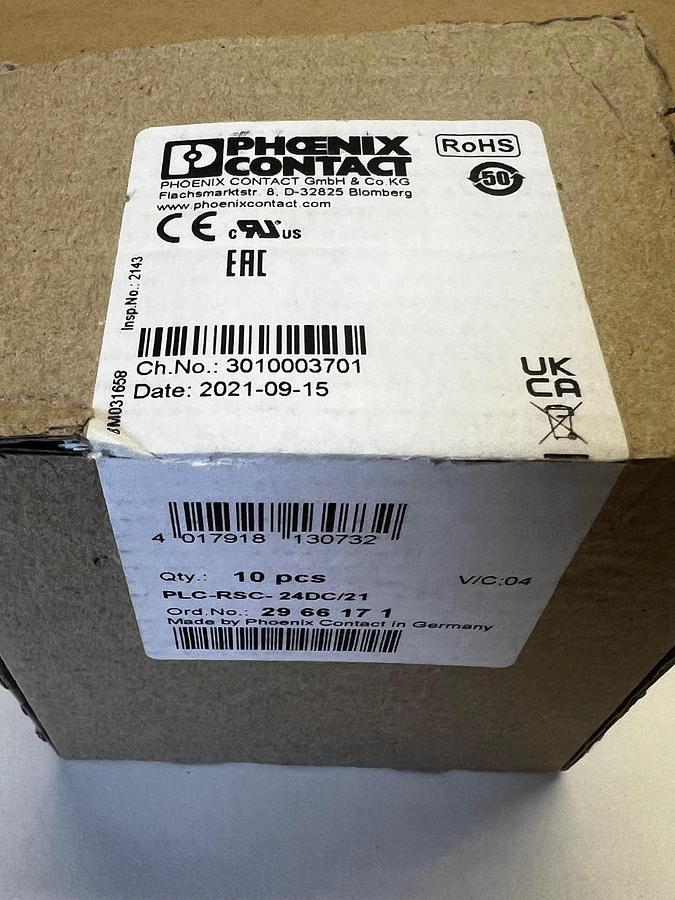 PHŒNIX
CONTACT
RoHS
50
PHOENIX CONTACT GmbH & Co.KG
Flachsmarktstr. 8, D-32825 Blomberg
www.phoenixcontact.com
CE
c RU US
EAC
Insp.No.: 2143
Ch.No.: 3010003701
Date: 2021-09-15
UK
CA
4 017918 130732
Qty.: 10 pcs
V/C:04
PLC-RSC- 24DC/21
Ord.No.: 29 66 17 1
Made by Phoenix Contact in Germany